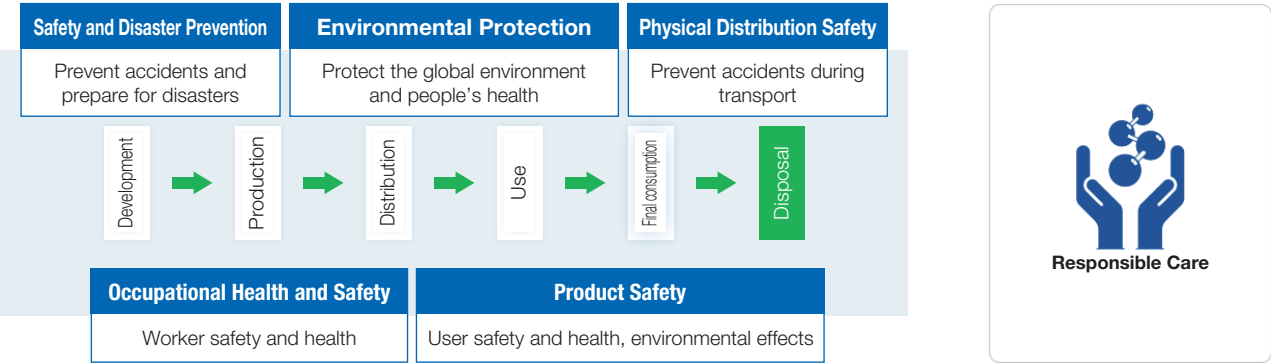 Safety and Disaster Prevention
Prevent accidents and
prepare for disasters
Environmental Protection
Protect the global environment
and people’s health
Physical Distribution Safety
Prevent accidents during
transport
Development
Production
Distribution
Use
Final consumption
Disposal
Occupational Health and Safety
Worker safety and health
Product Safety
User safety and health, environmental effects
Responsible Care